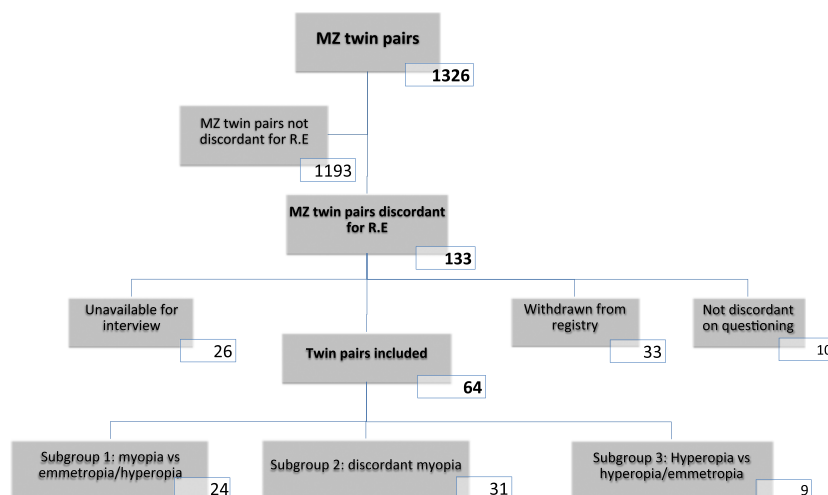 MZ twin pairs
1326
MZ twin pairs not
discordant for R.E
1193
MZ twin pairs discordant
for R.E
133
Unavailable for
interview
26
Withdrawn from
registry
33
Not discordant
on questioning
10
Twin pairs included
64
Subgroup 1: myopia vs
emmetropia/hyperopia
24
Subgroup 2: discordant myopia
31
Subgroup 3: Hyperopia vs
hyperopia/emmetropia
9